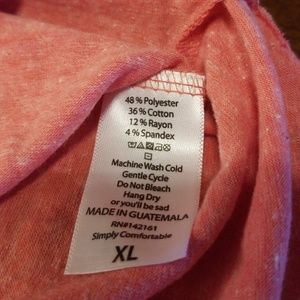 48% Polyester
36% Cotton
12% Rayon
4% Spandex
Machine Wash Cold
Gentle Cycle
Do Not Bleach
Hang Dry
or you'll be sad
MADE IN GUATEMALA
RN#142161
Simply Comfortable
XL